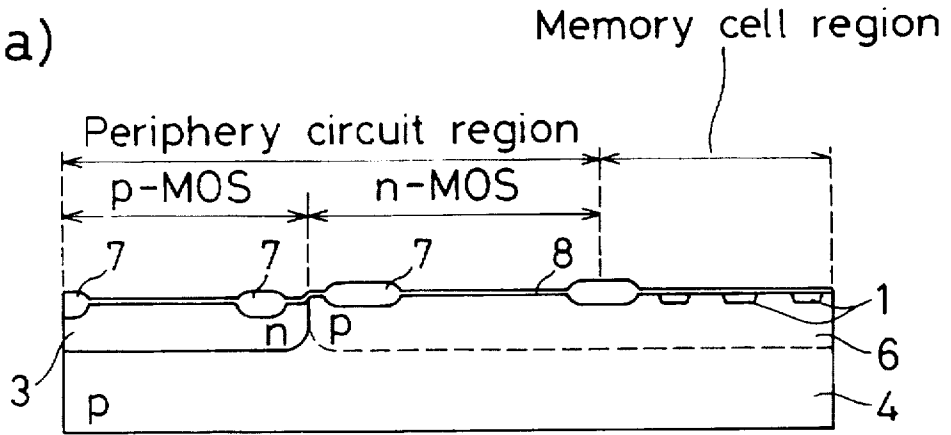 a)
Memory cell region
Periphery circuit region
p-MOS n-MOS
7 7 7 8 1
n p 6
3
p 4